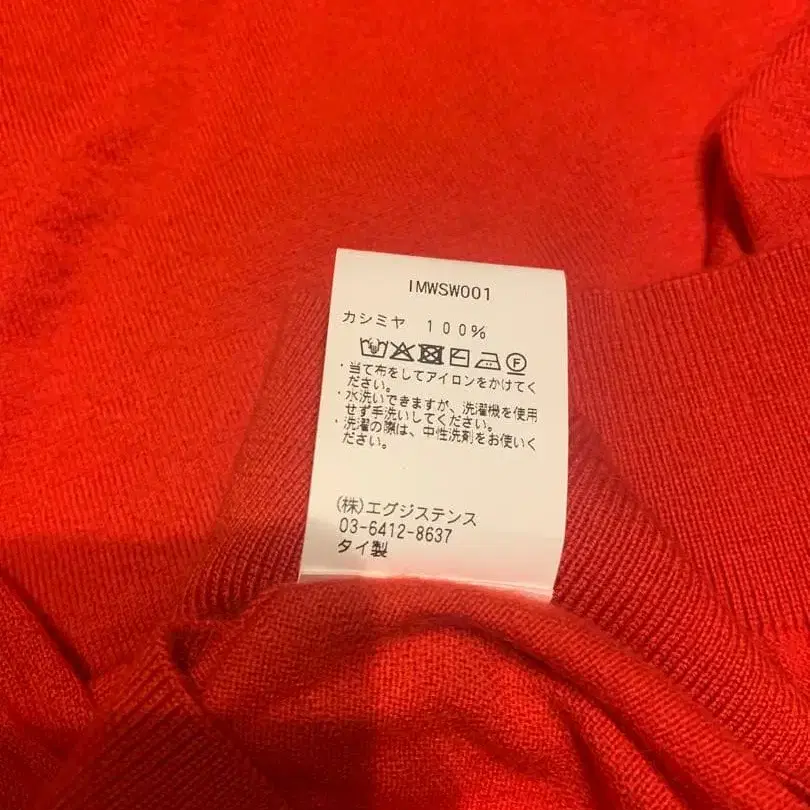 IMWSW001
カシミヤ 100%
F
・当て布をしてアイロンをかけてく
ださい。
・水洗いできますが、洗濯機を使用
せず手洗いしてください。
・洗濯の際は、中性洗剤をお使いく
ださい。
(株)エグジステンス
03-6412-8637
タイ製